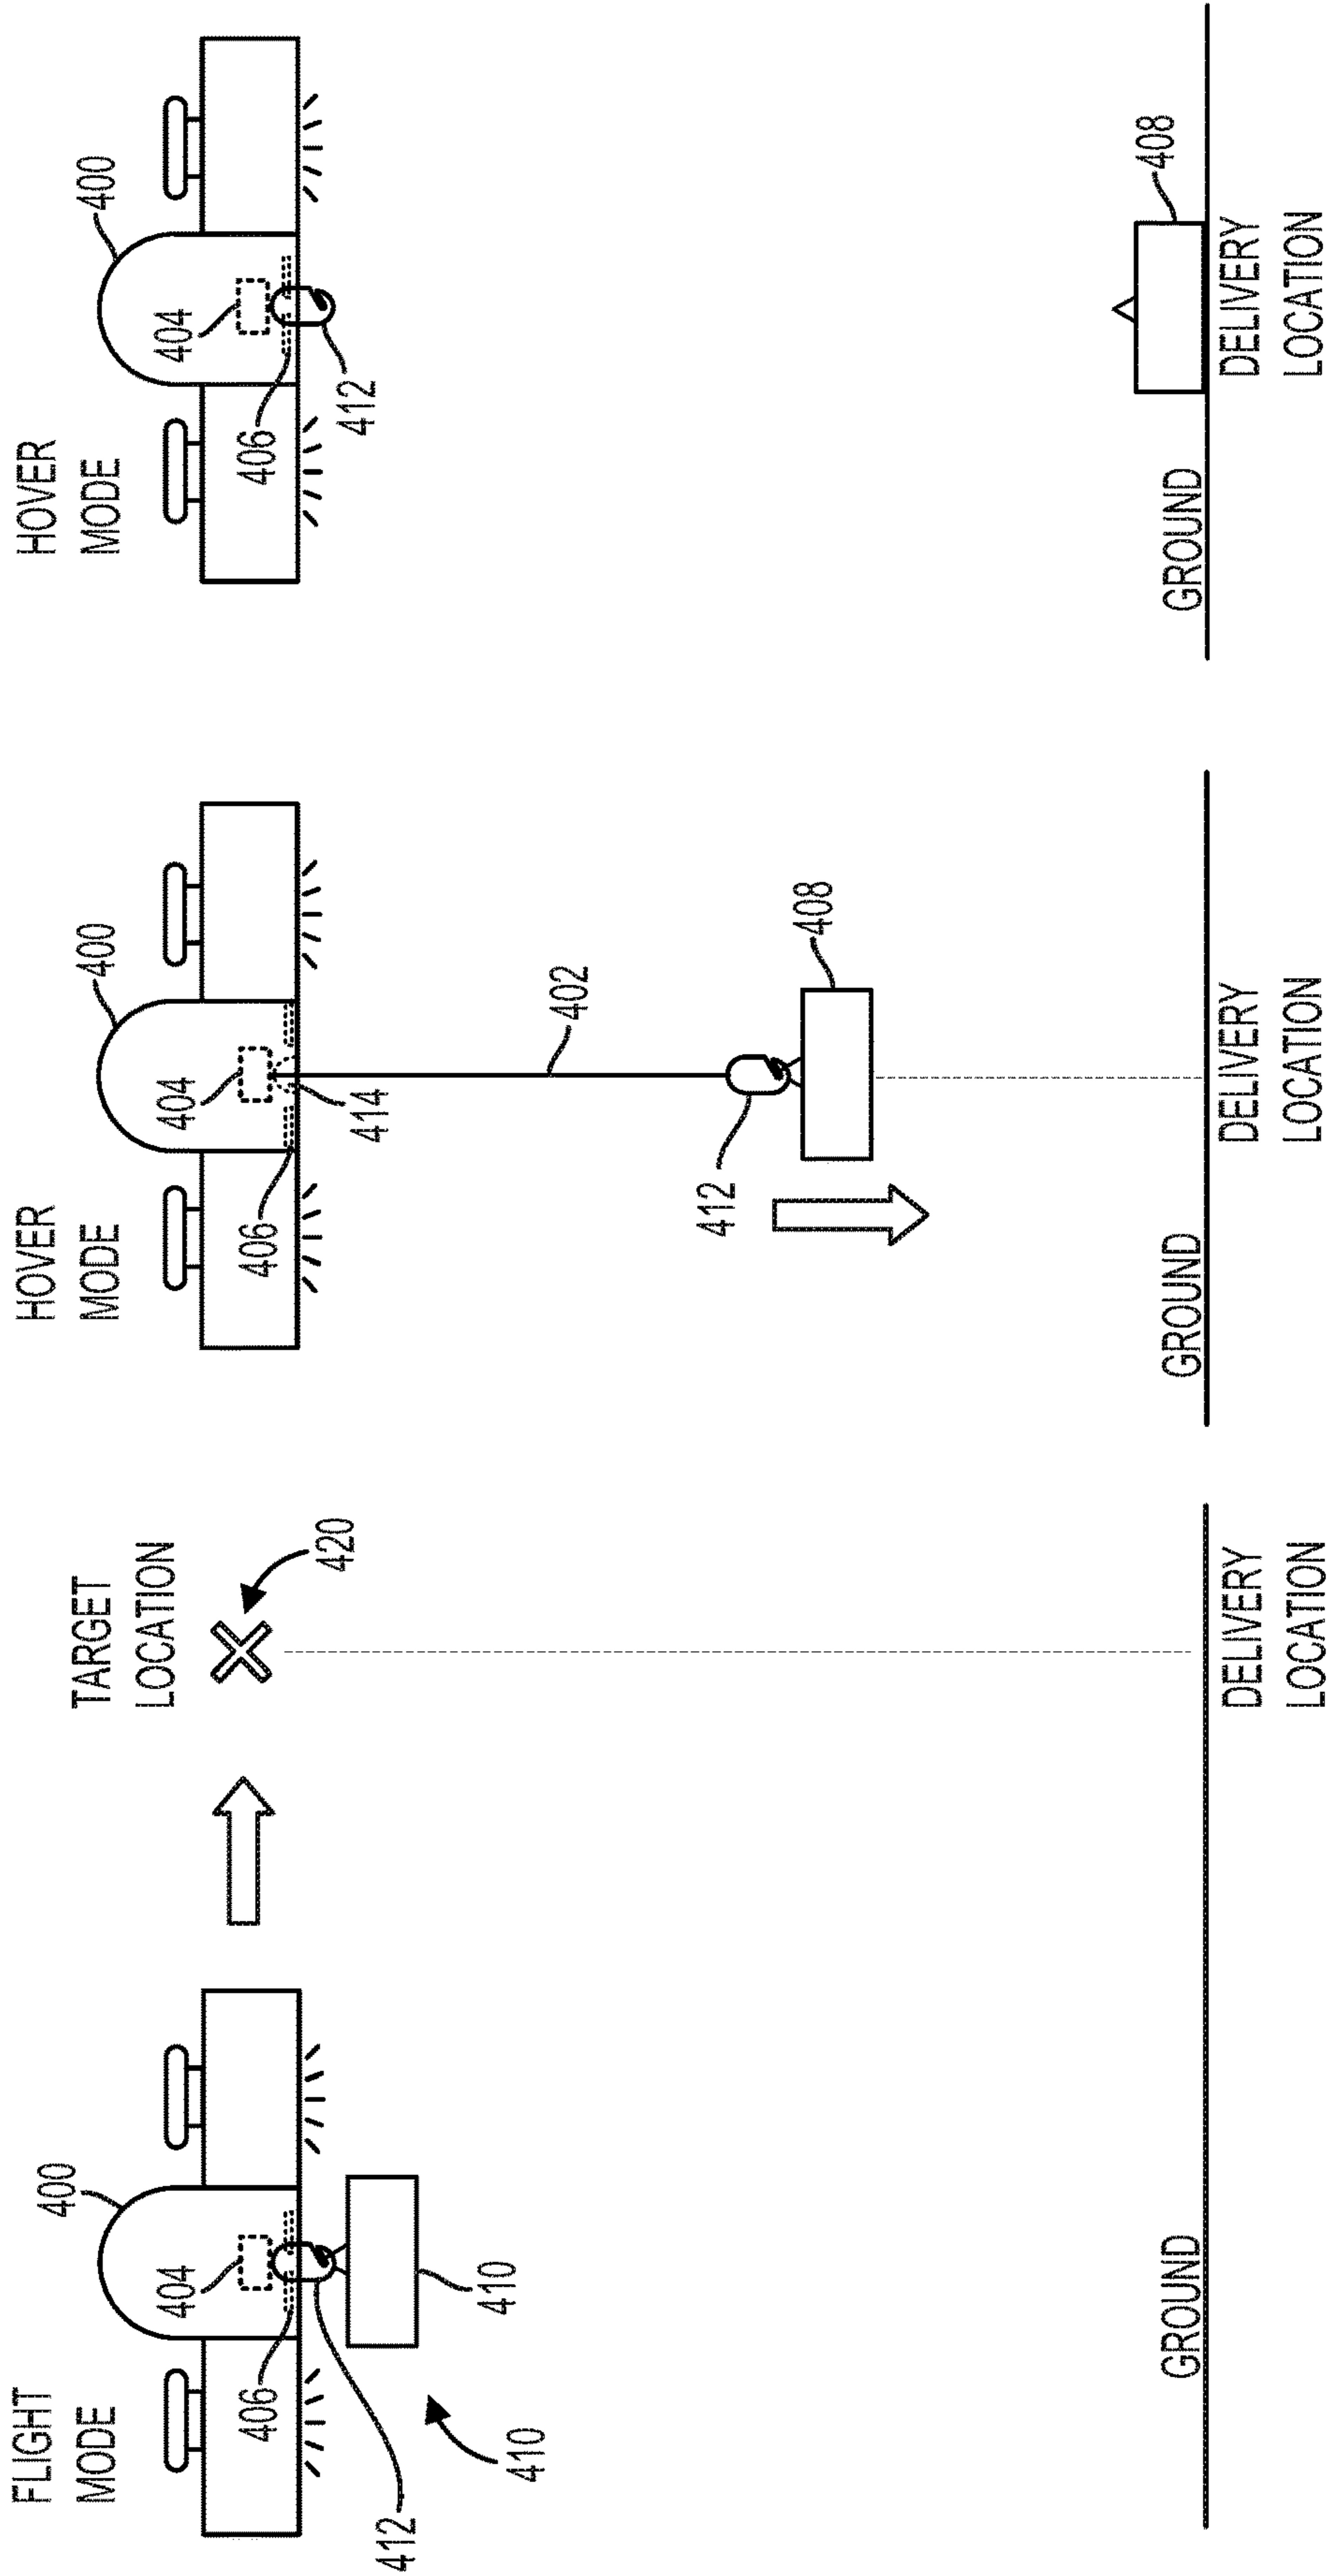 FLIGHT
MODE
400
404
406
412
410
410
TARGET
LOCATION
420
GROUND
DELIVERY
LOCATION
HOVER
MODE
400
404
406
414
402
412
408
GROUND
DELIVERY
LOCATION
HOVER
MODE
400
404
406
412
408
GROUND
DELIVERY
LOCATION